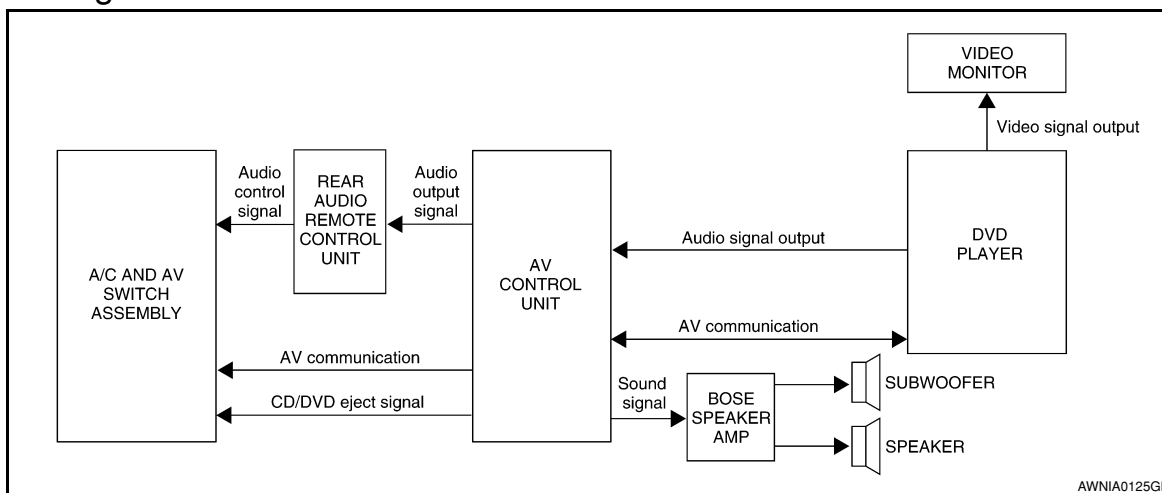 VIDEO
MONITOR
Video signal output
Audio
control
signal
REAR
AUDIO
REMOTE
CONTROL
UNIT
Audio
output
signal
A/C AND AV
SWITCH
ASSEMBLY
AV
CONTROL
UNIT
Audio signal output
DVD
PLAYER
AV communication
AV communication
CD/DVD eject signal
Sound
signal
BOSE
SPEAKER
AMP
SUBWOOFER
SPEAKER